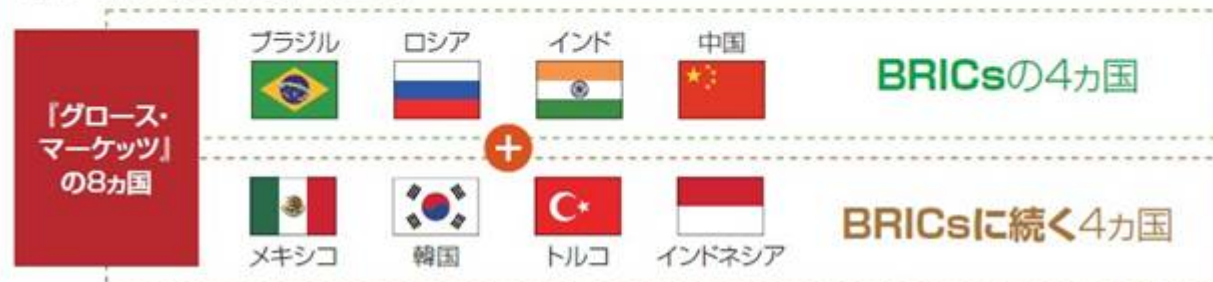 『グロース・
マーケッツ』
の8ヵ国
ブラジル ロシア インド 中国
BRICsの4ヵ国
メキシコ 韓国 トルコ インドネシア
BRICsに続く4ヵ国